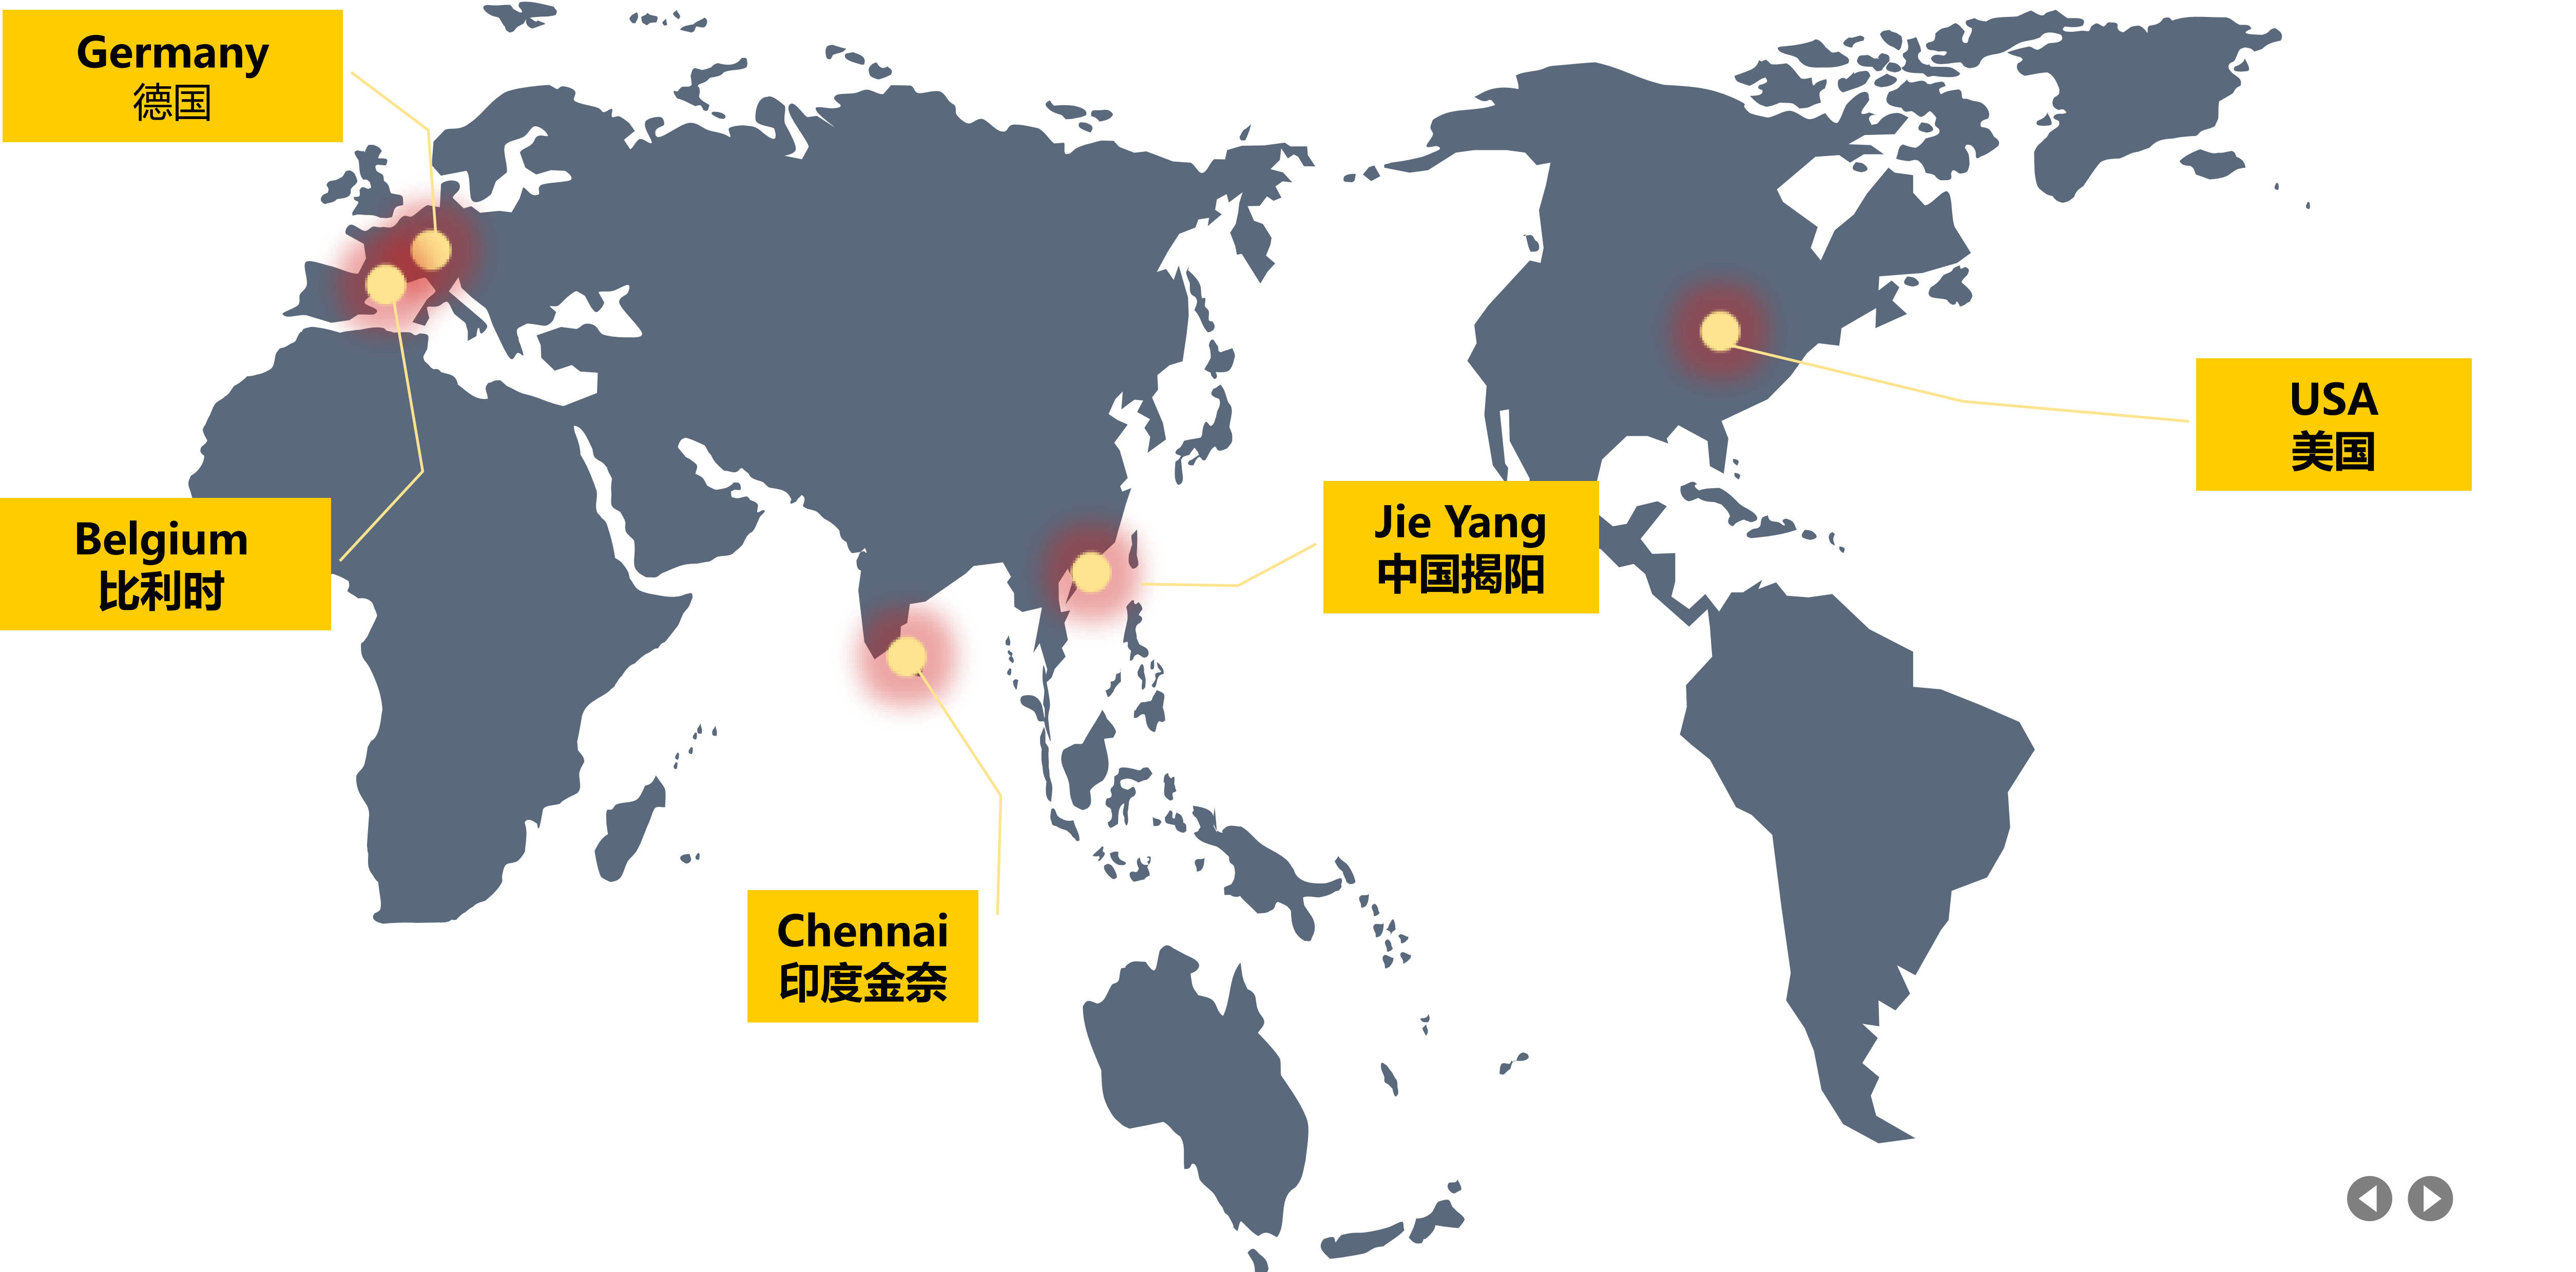 Germany
德国
USA
美国
Jie Yang
中国揭阳
Belgium
比利时
Chennai
印度金奈